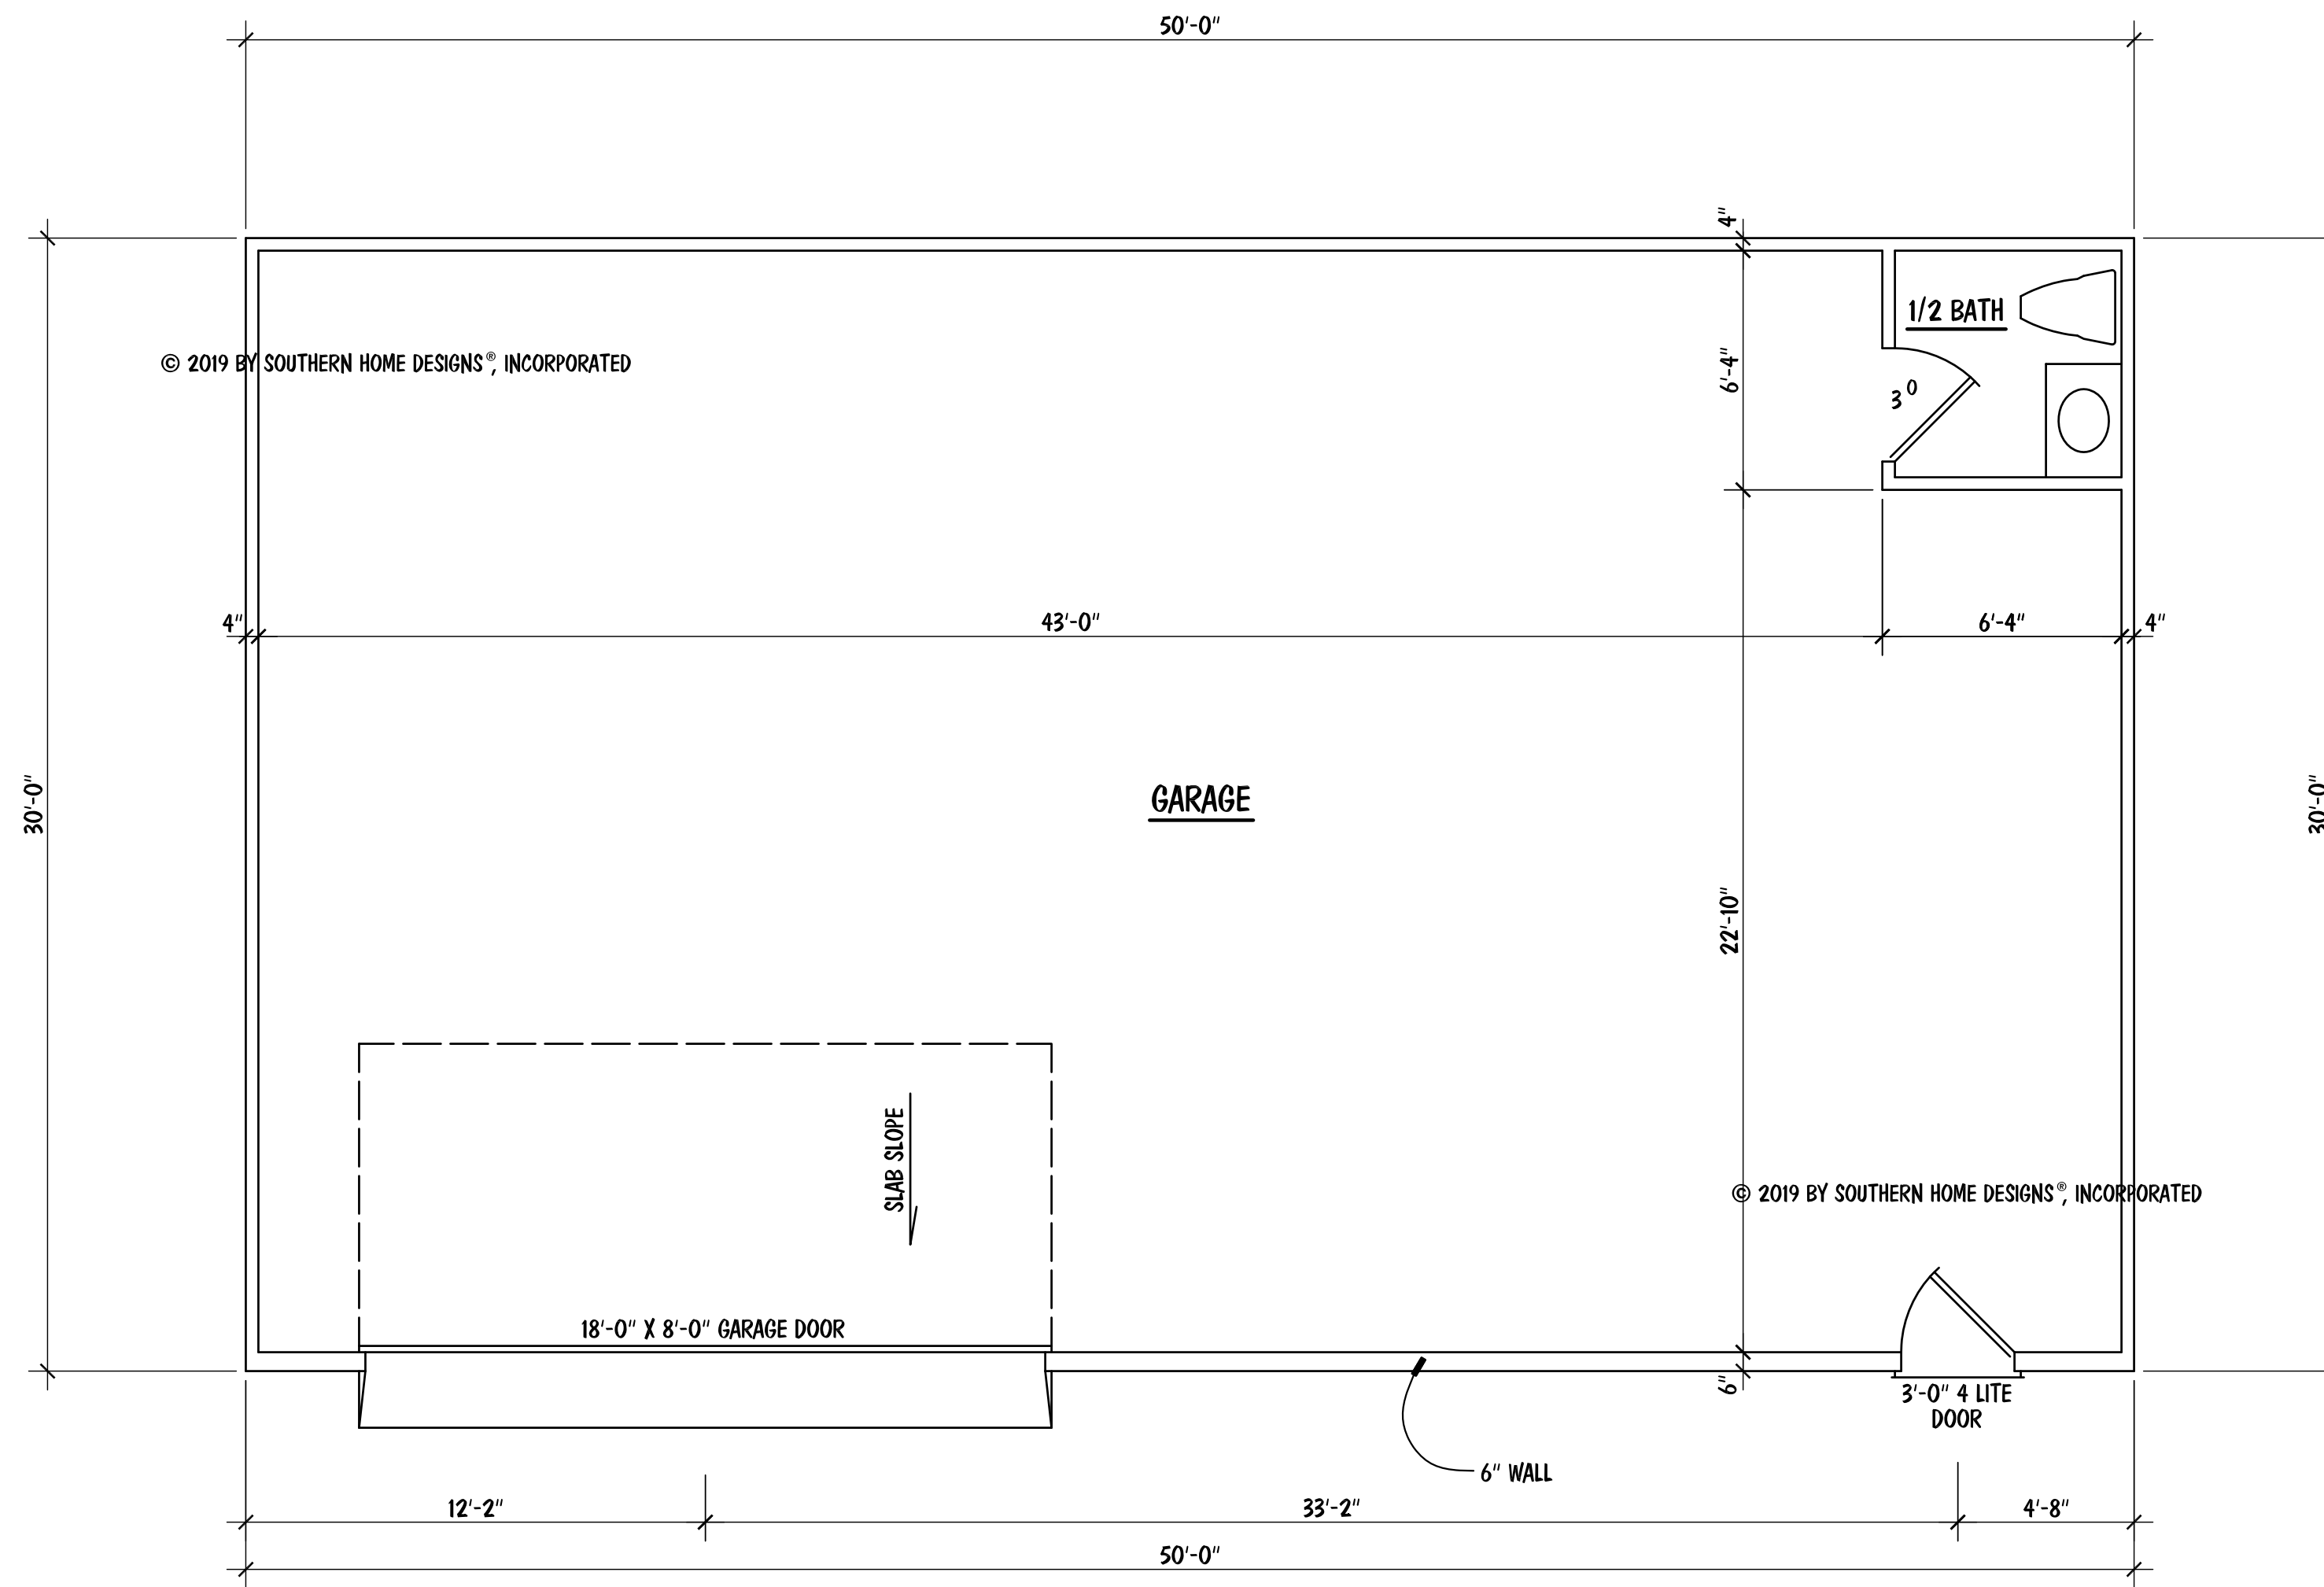 50'-0"
4"
1/2 BATH
© 2019 BY SOUTHERN HOME DESIGNS®, INCORPORATED
6'-4"
3⁰
4"
43'-0"
6'-4"
4"
30'-0"
GARAGE
30'-0"
22'-10"
SLAB SLOPE
© 2019 BY SOUTHERN HOME DESIGNS®, INCORPORATED
18'-0" X 8'-0" GARAGE DOOR
6"
3'-0" 4 LITE
DOOR
6" WALL
12'-2"
33'-2"
4'-8"
50'-0"